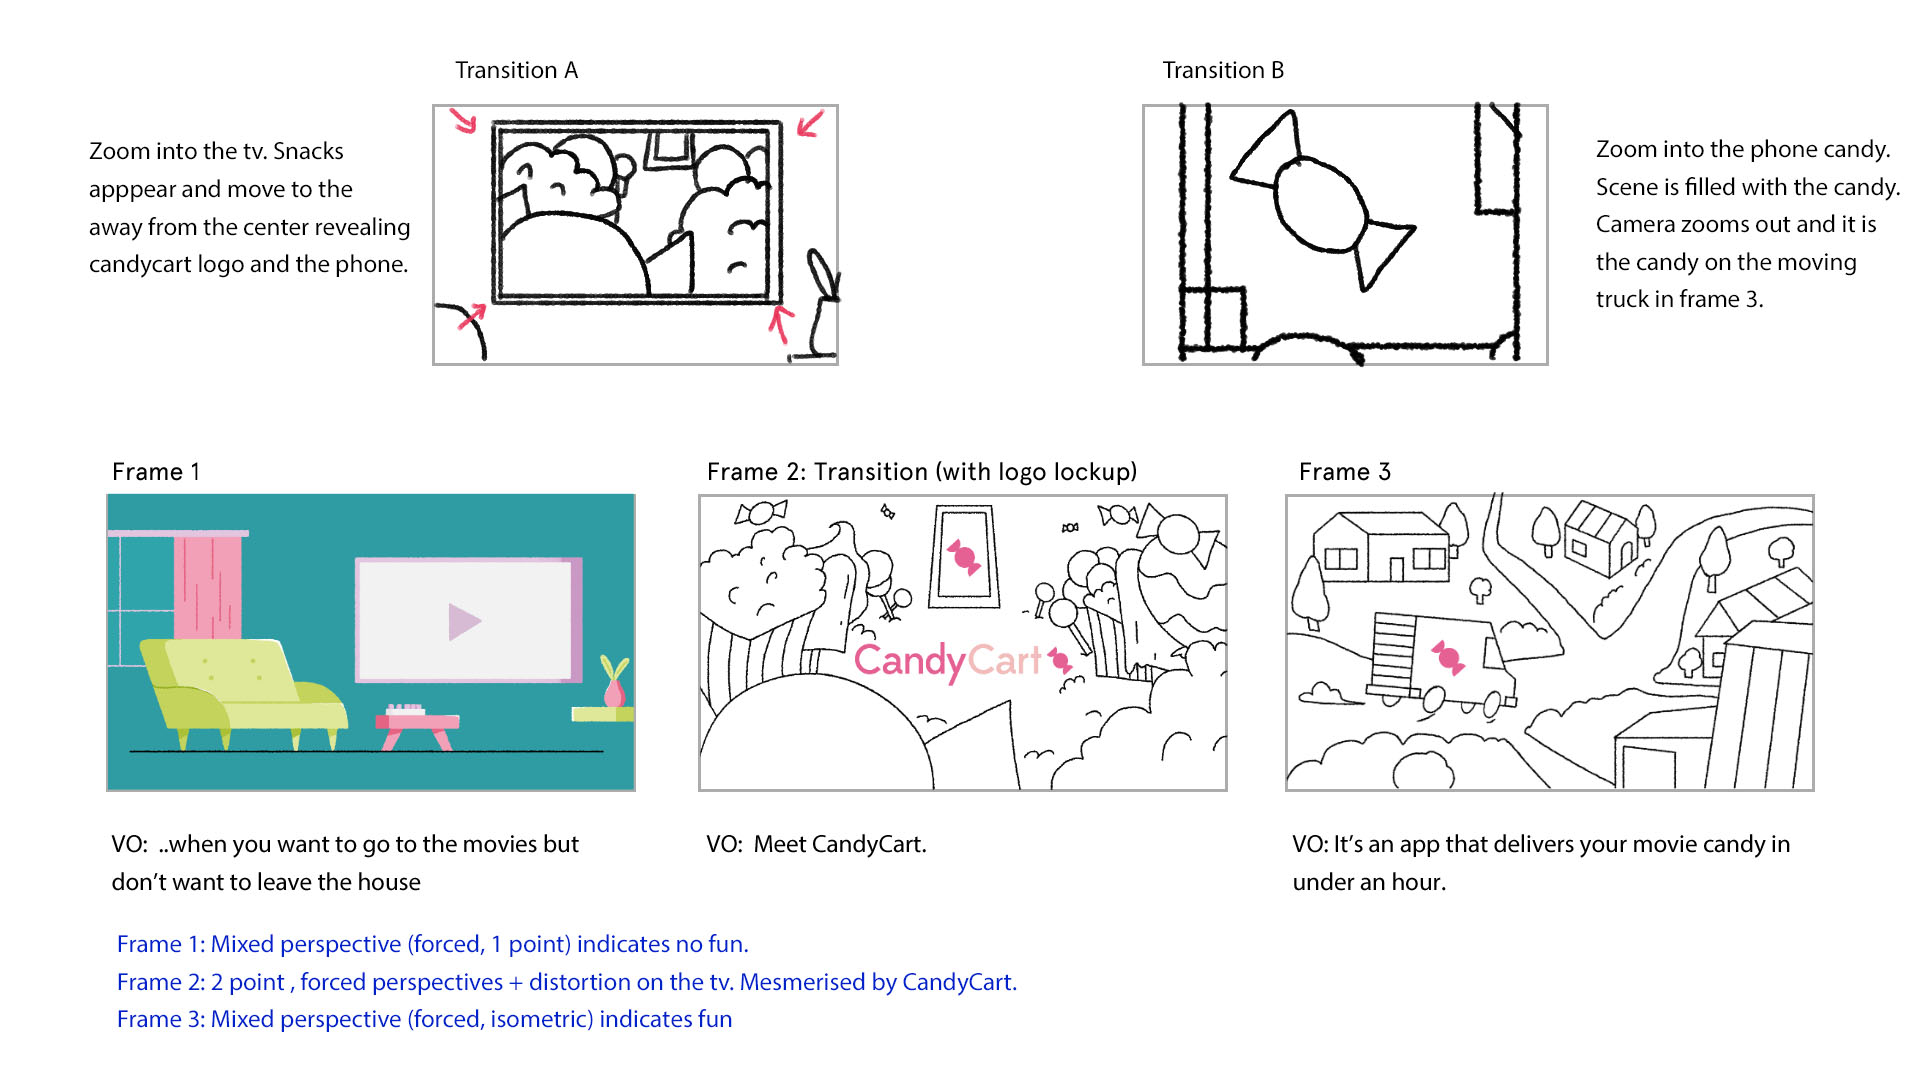 Transition A
Zoom into the tv. Snacks
apppear and move to the
away from the center revealing
candycart logo and the phone.
Transition B
Zoom into the phone candy.
Scene is filled with the candy.
Camera zooms out and it is
the candy on the moving
truck in frame 3.
Frame 1
VO:  ..when you want to go to the movies but
don’t want to leave the house
Frame 2: Transition (with logo lockup)
CandyCart
VO:  Meet CandyCart.
Frame 3
VO: It’s an app that delivers your movie candy in
under an hour.
Frame 1: Mixed perspective (forced, 1 point) indicates no fun.
Frame 2: 2 point , forced perspectives + distortion on the tv. Mesmerised by CandyCart.
Frame 3: Mixed perspective (forced, isometric) indicates fun